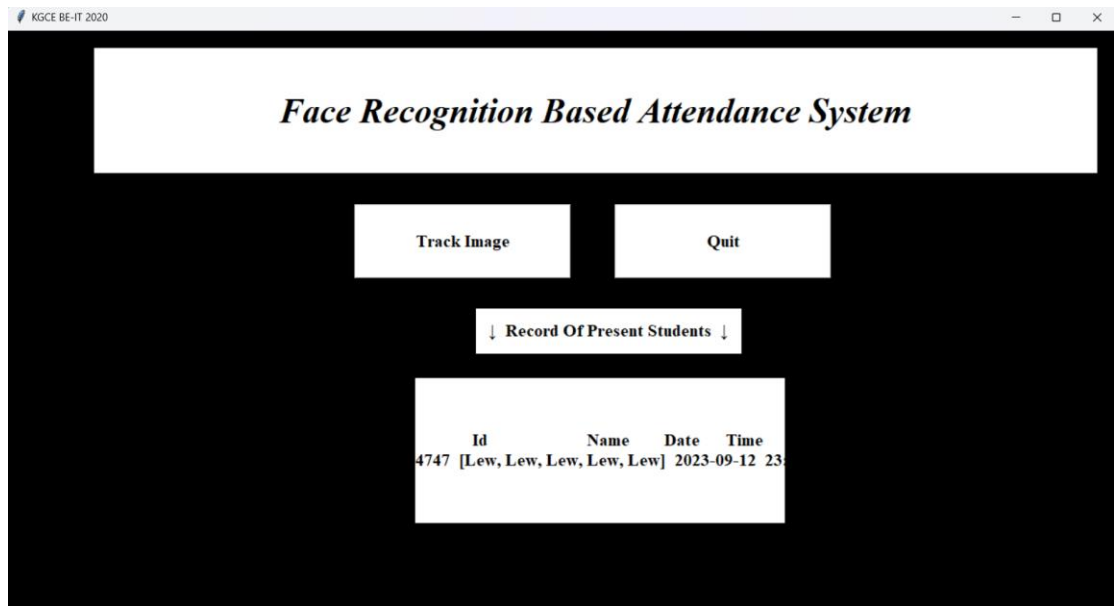 KGCE BE-IT 2020
Face Recognition Based Attendance System
Track Image Quit
↓ Record Of Present Students ↓
Id Name Date Time
4747 [Lew, Lew, Lew, Lew, Lew] 2023-09-12 23: